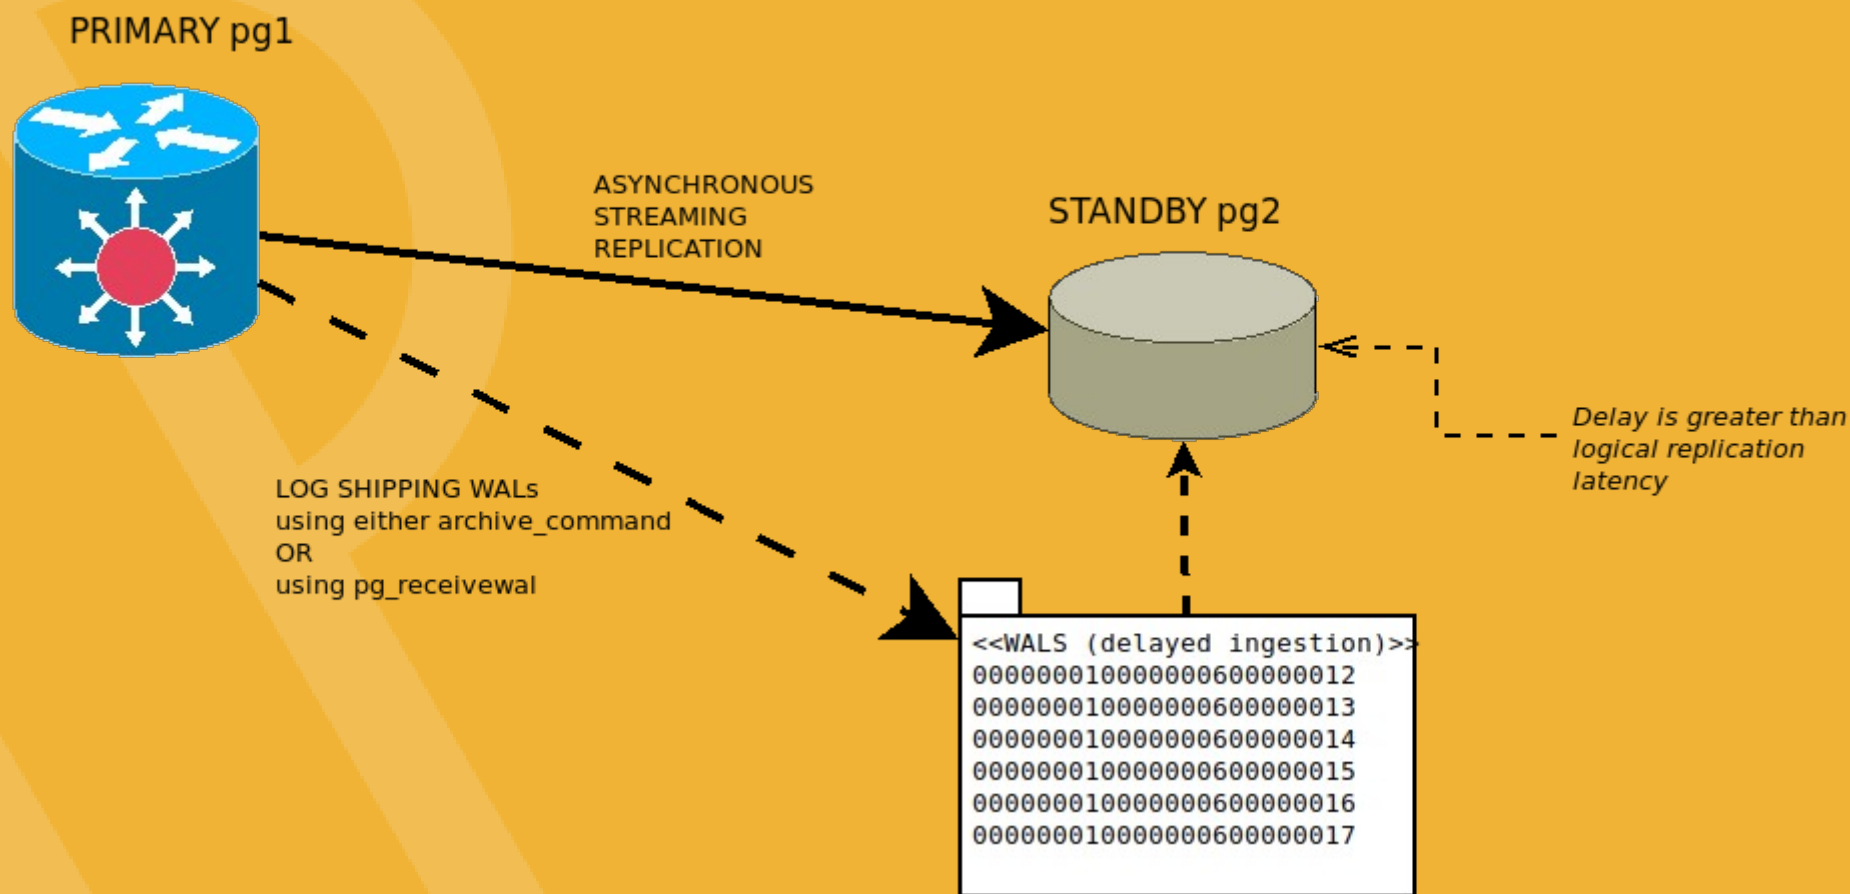 PRIMARY pg1
ASYNCHRONOUS
STREAMING
REPLICATION
STANDBY pg2
Delay is greater than
logical replication
latency
LOG SHIPPING WALs
using either archive_command
OR
using pg_receivewal
<<WALS (delayed ingestion)>>
000000010000000600000012
000000010000000600000013
000000010000000600000014
000000010000000600000015
000000010000000600000016
000000010000000600000017